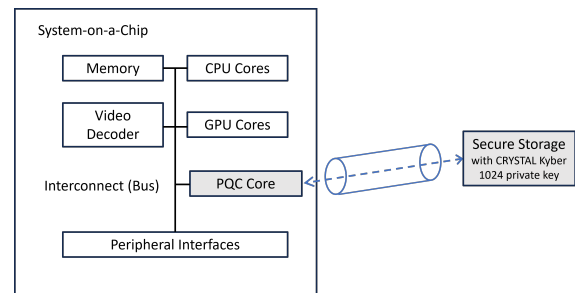 System-on-a-Chip
Memory
CPU Cores
Video
Decoder
GPU Cores
Interconnect (Bus)
PQC Core
Peripheral Interfaces
Secure Storage
with CRYSTAL Kyber
1024 private key